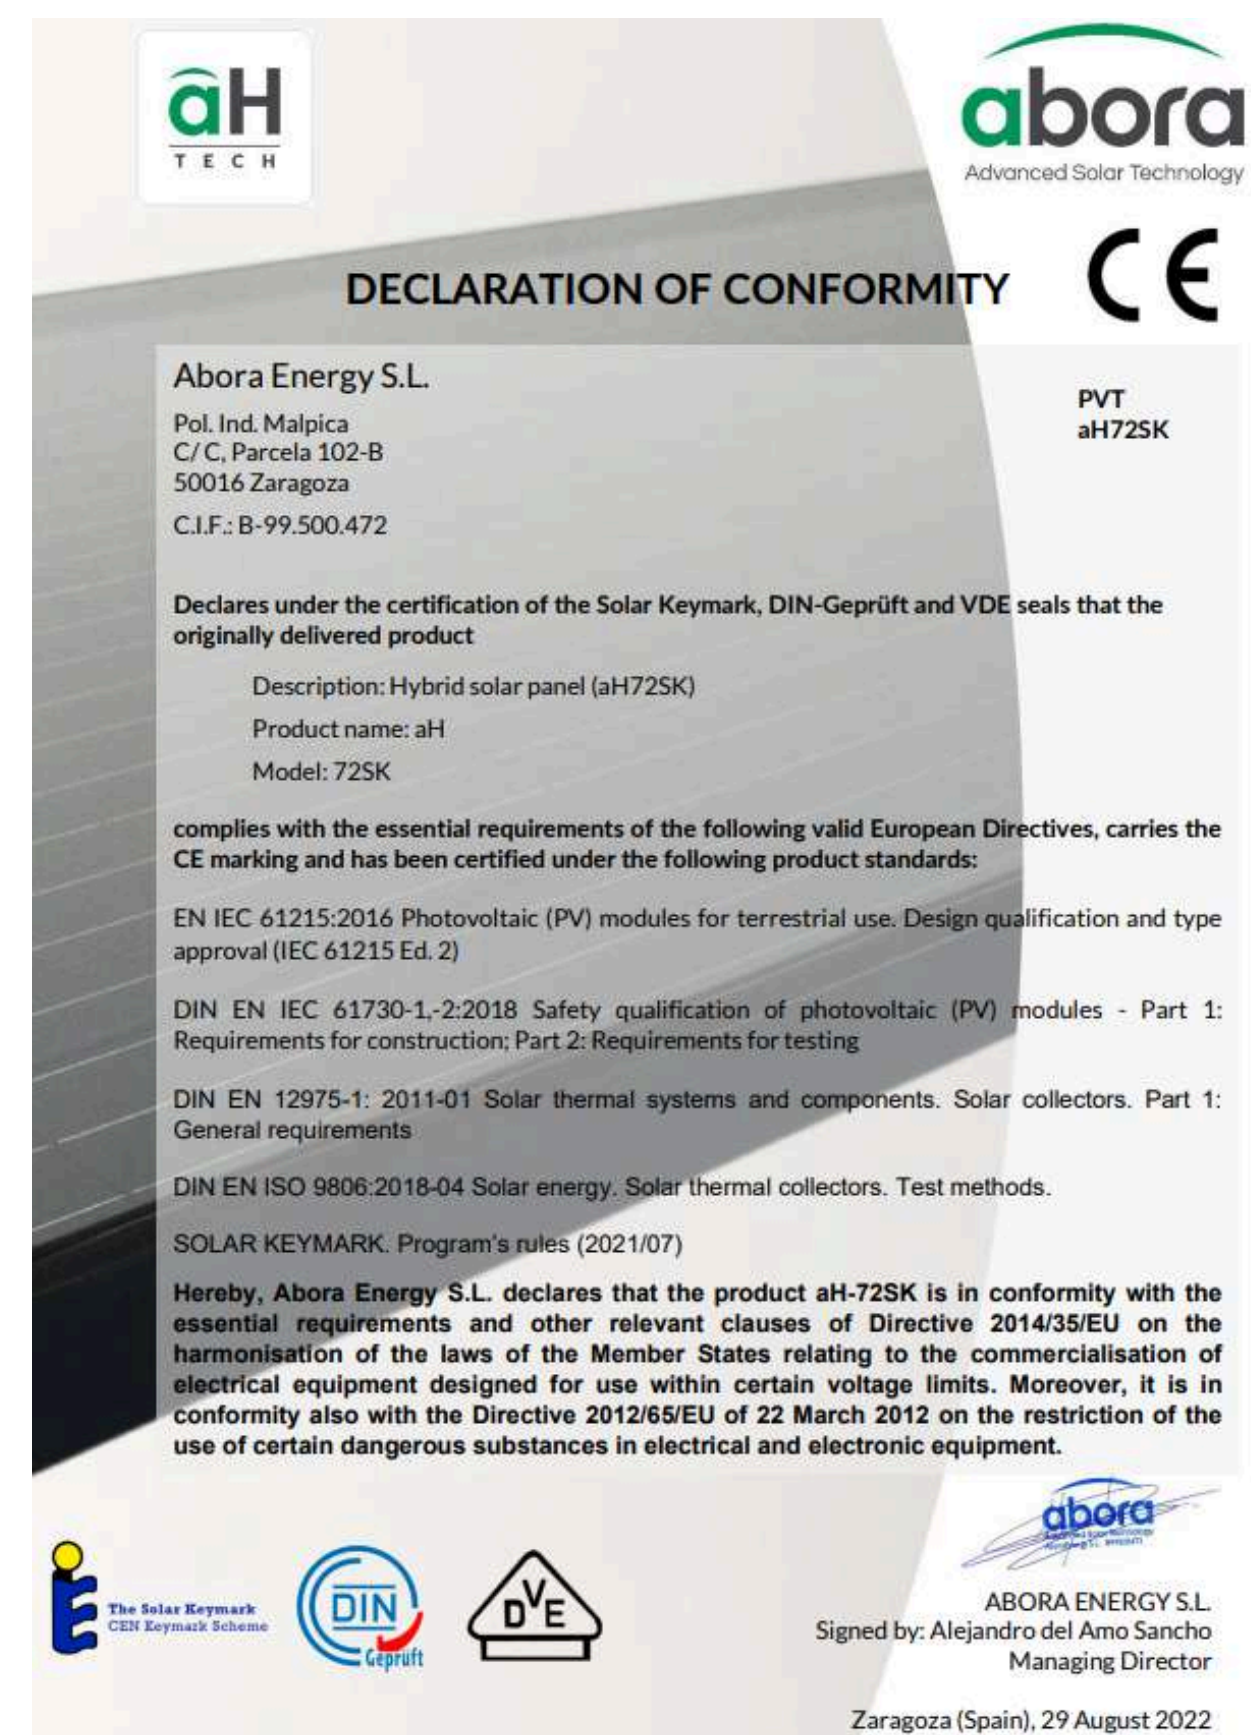 aH
TECH
abora
Advanced Solar Technology
CE
DECLARATION OF CONFORMITY
Abora Energy S.L.
PVT
aH72SK
Pol. Ind. Malpica
C/ C, Parcela 102-B
50016 Zaragoza
C.I.F.: B-99.500.472
Declares under the certification of the Solar Keymark, DIN-Geprüft and VDE seals that the
originally delivered product
Description: Hybrid solar panel (aH72SK)
Product name: aH
Model: 72SK
complies with the essential requirements of the following valid European Directives, carries the
CE marking and has been certified under the following product standards:
EN IEC 61215:2016 Photovoltaic (PV) modules for terrestrial use. Design qualification and type
approval (IEC 61215 Ed. 2)
DIN EN IEC 61730-1,-2:2018 Safety qualification of photovoltaic (PV) modules - Part 1:
Requirements for construction; Part 2: Requirements for testing
DIN EN 12975-1: 2011-01 Solar thermal systems and components. Solar collectors. Part 1:
General requirements
DIN EN ISO 9806:2018-04 Solar energy. Solar thermal collectors. Test methods.
SOLAR KEYMARK. Program's rules (2021/07)
Hereby, Abora Energy S.L. declares that the product aH-72SK is in conformity with the
essential requirements and other relevant clauses of Directive 2014/35/EU on the
harmonisation of the laws of the Member States relating to the commercialisation of
electrical equipment designed for use within certain voltage limits. Moreover, it is in
conformity also with the Directive 2012/65/EU of 22 March 2012 on the restriction of the
use of certain dangerous substances in electrical and electronic equipment.
abora
The Solar Keymark
CEN Keymark Scheme
DIN
Geprüft
DVE
ABORA ENERGY S.L.
Signed by: Alejandro del Amo Sancho
Managing Director
Zaragoza (Spain), 29 August 2022